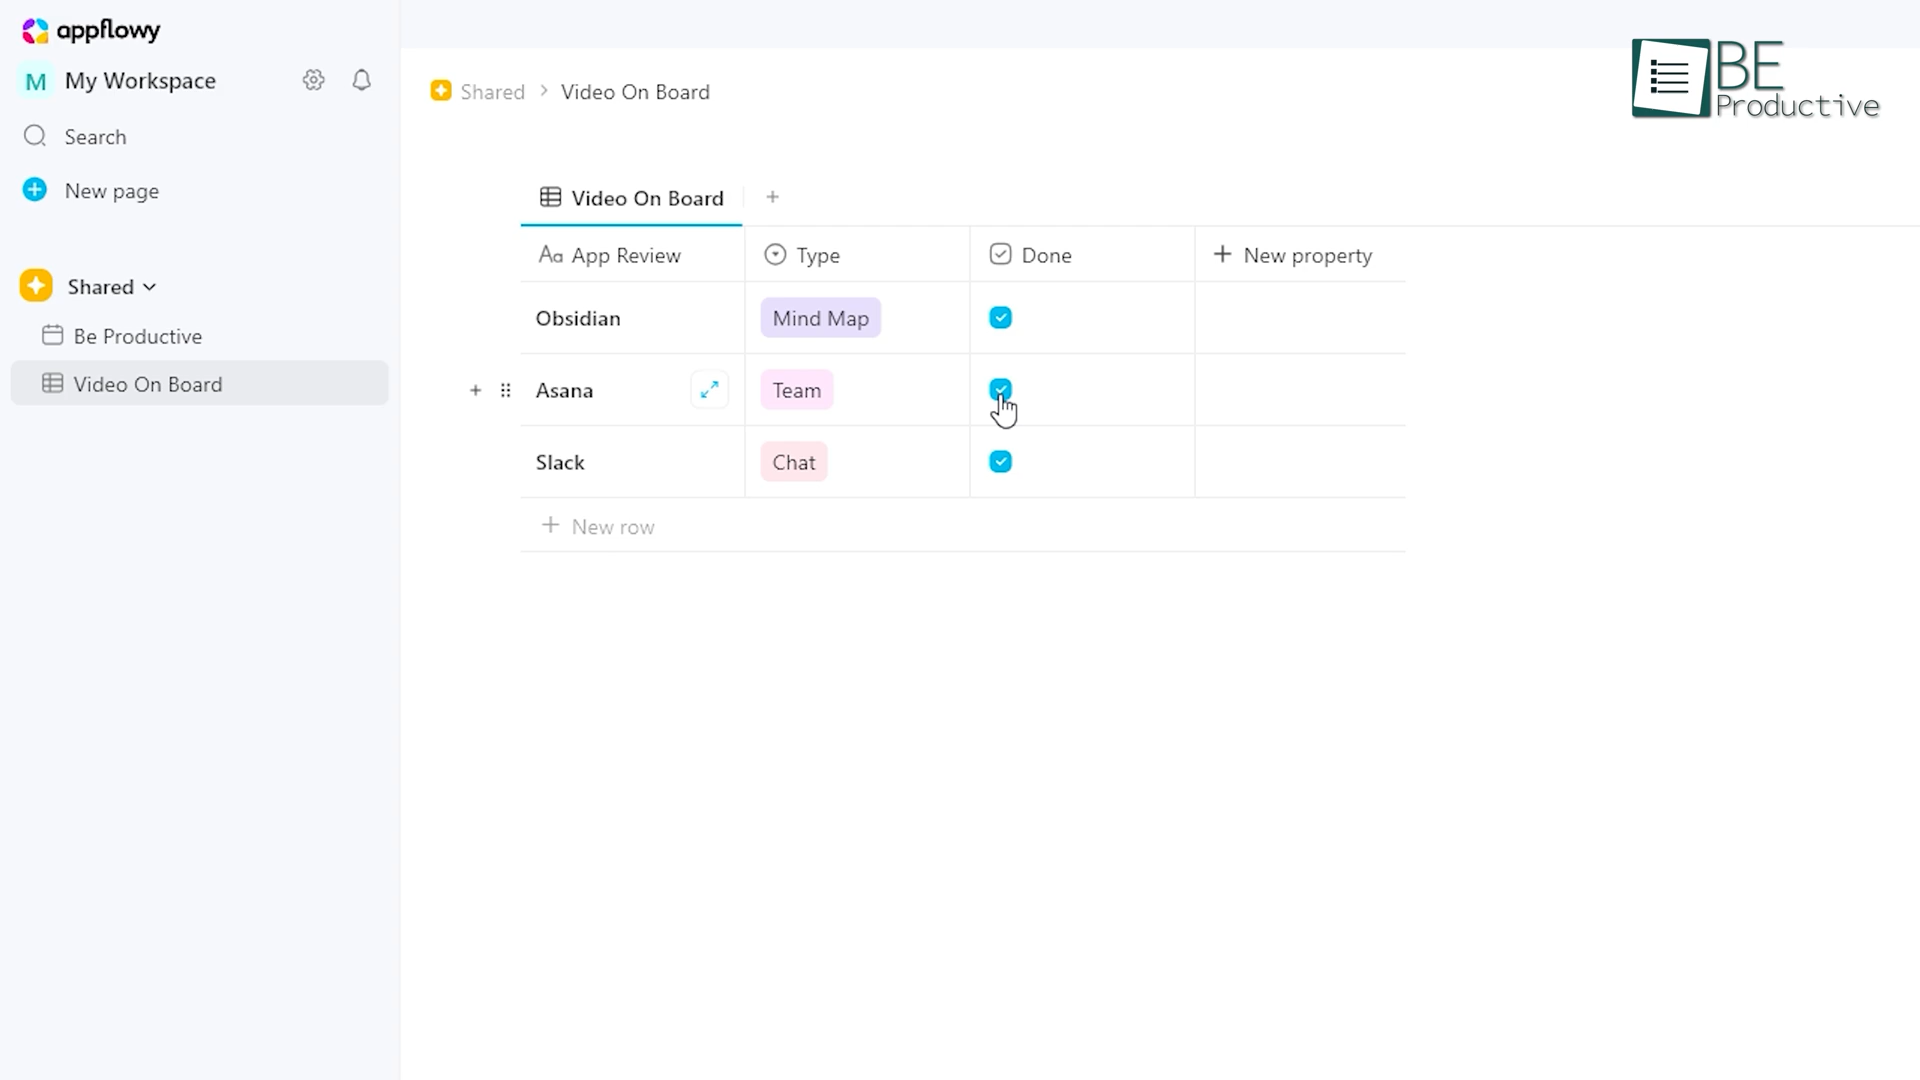 appflowy
M My Workspace
Search
New page
Shared
Be Productive
Video On Board
Shared > Video On Board
BE
Productive
Video On Board
Aa App Review Type Done New property
Obsidian Mind Map
Asana Team
Slack Chat
New row